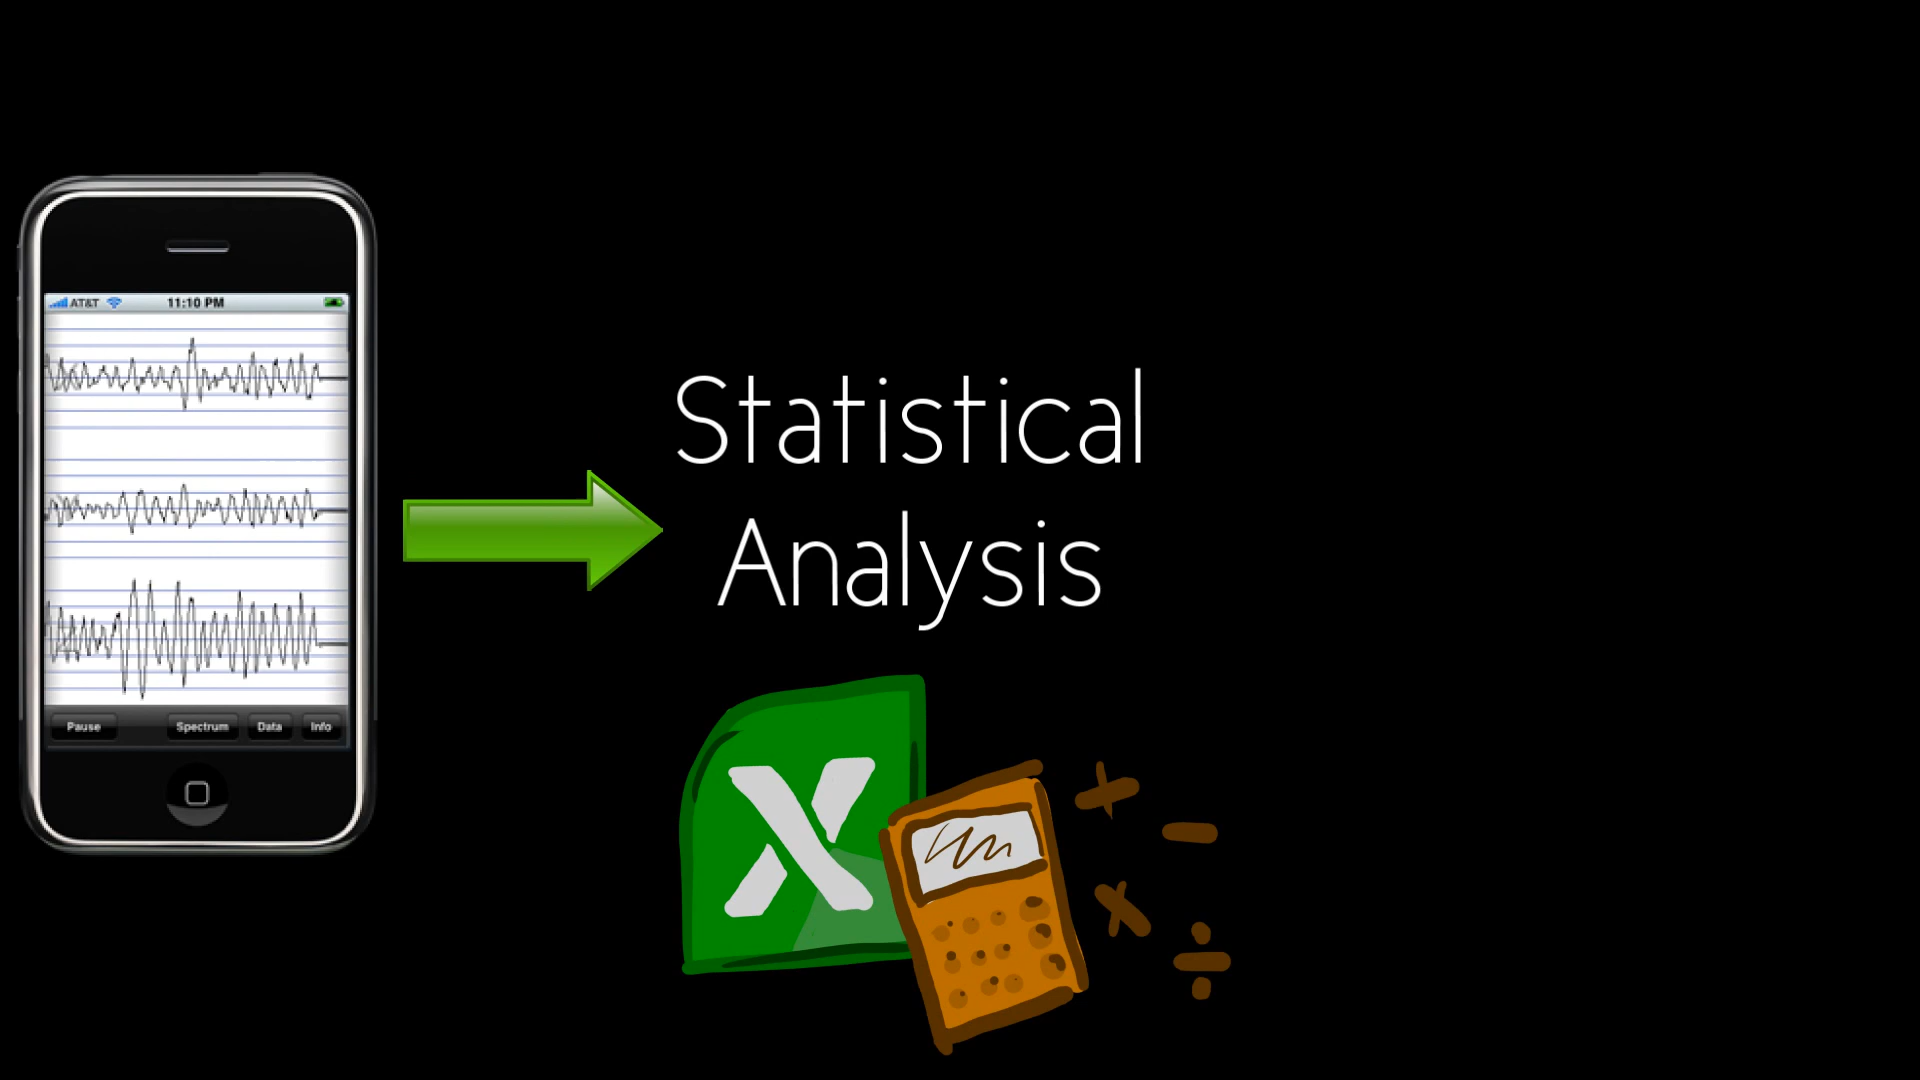 AT&T 11:10 PM
Statistical
Analysis
Pause Spectrum Data Info
X